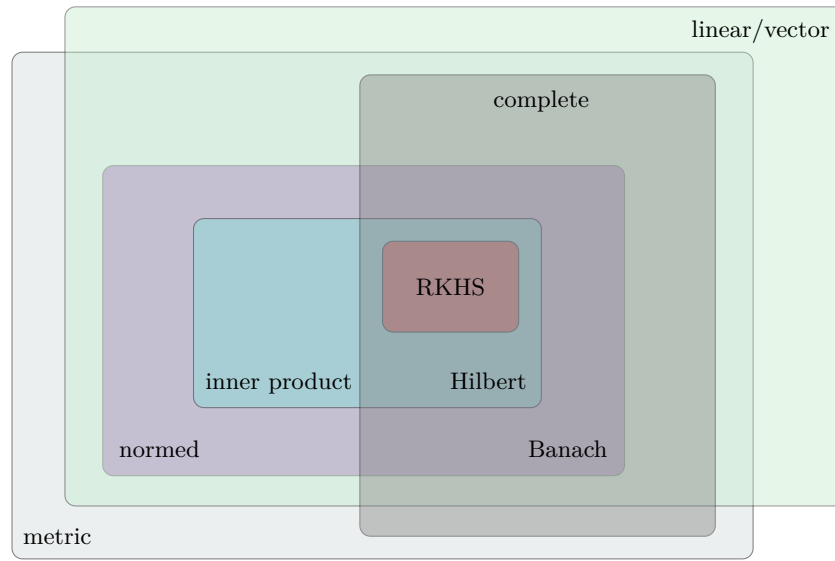 linear/vector
complete
RKHS
inner product
Hilbert
normed
Banach
metric